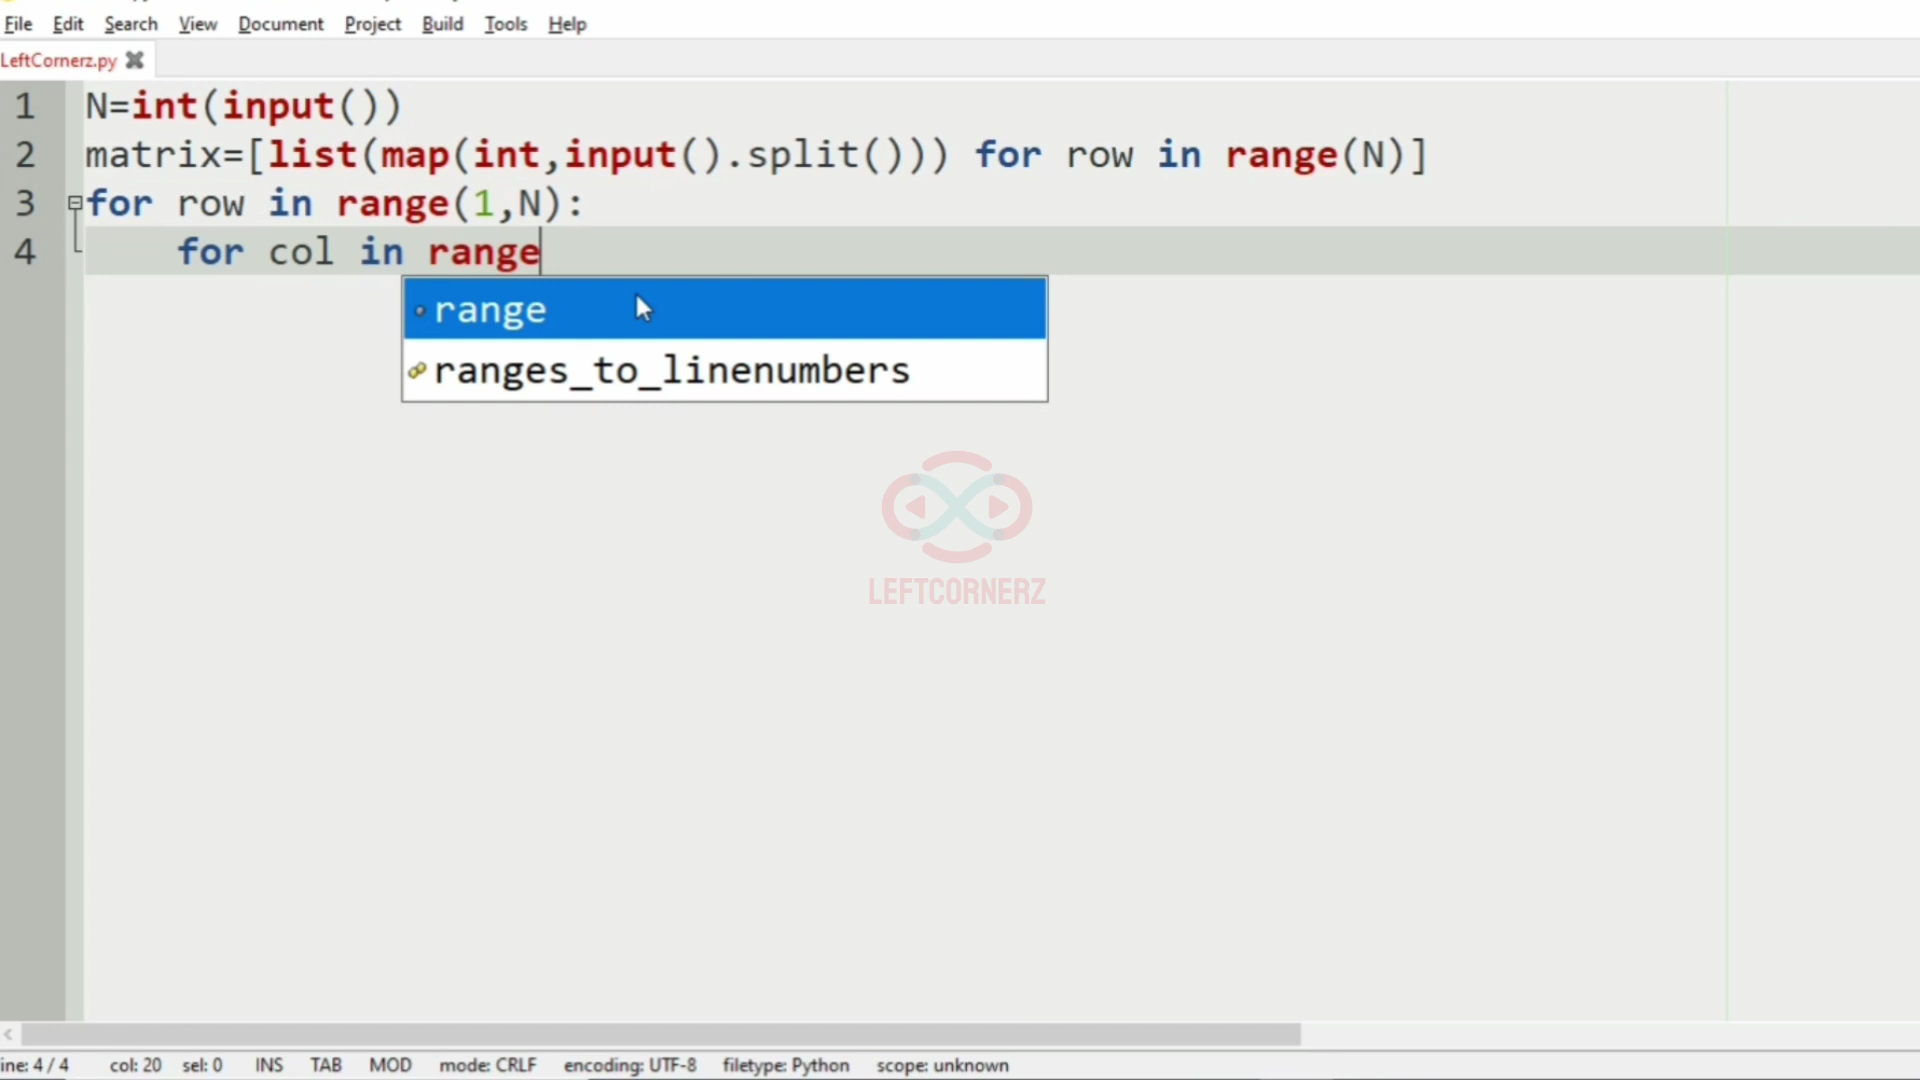 File Edit Search View Document Project Build Tools Help
LeftCornerz.py
1 N=int(input())
2 matrix=[list(map(int,input().split())) for row in range(N)]
3 for row in range(1,N):
4 for col in range
range
ranges_to_linenumbers
LEFTCORNERZ
ine: 4 / 4 col: 20 sel: 0 INS TAB MOD mode: CRLF encoding: UTF-8 filetype: Python scope: unknown